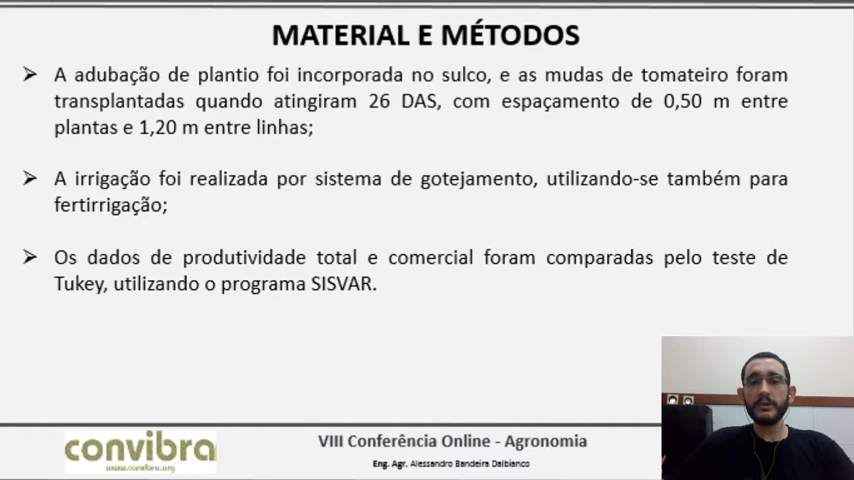 MATERIAL E MÉTODOS
➢ A adubação de plantio foi incorporada no sulco, e as mudas de tomateiro foram
transplantadas quando atingiram 26 DAS, com espaçamento de 0,50 m entre
plantas e 1,20 m entre linhas;
➢ A irrigação foi realizada por sistema de gotejamento, utilizando-se também para
fertirrigação;
➢ Os dados de produtividade total e comercial foram comparadas pelo teste de
Tukey, utilizando o programa SISVAR.
convibra
www.convibra.org
VIII Conferência Online - Agronomia
Eng. Agr. Alessandro Bandeira Dalbianco